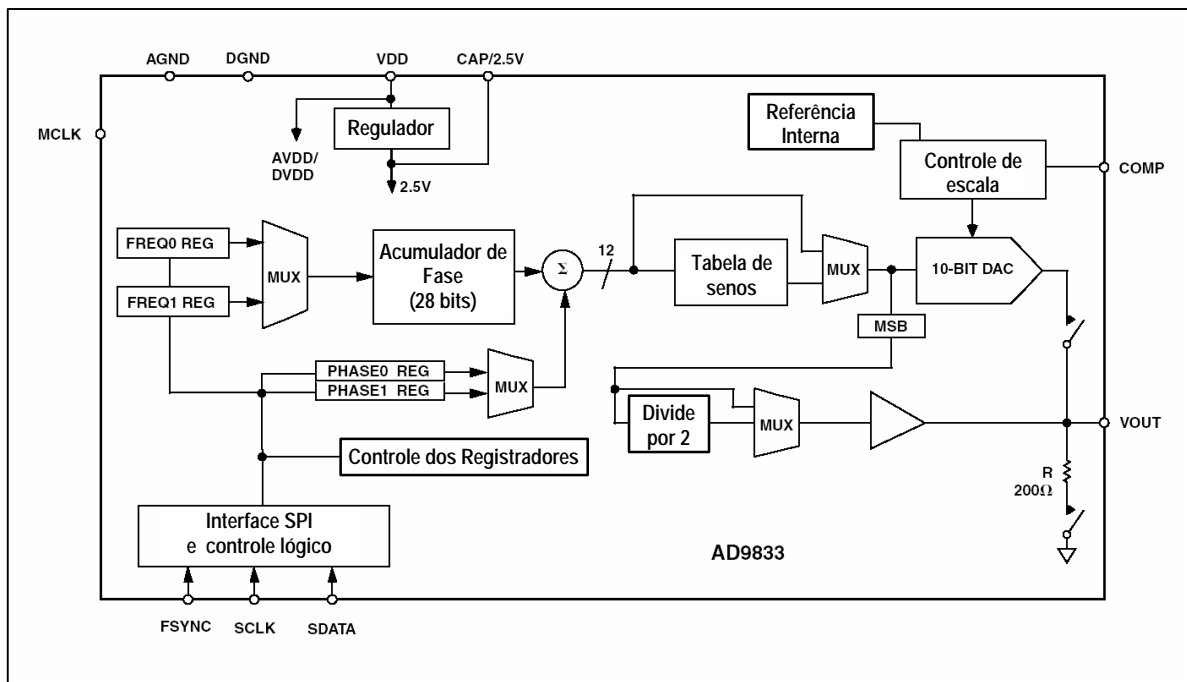 AGND
DGND
VDD
CAP/2.5V
MCLK
Regulador
AVDD/
DVDD
2.5V
Referência
Interna
Controle de
escala
COMP
FREQ0 REG
FREQ1 REG
MUX
Acumulador de
Fase
(28 bits)
Σ
12
Tabela de
senos
MUX
10-BIT DAC
MSB
PHASE0 REG
PHASE1 REG
MUX
Divide
por 2
MUX
VOUT
Controle dos Registradores
R
200Ω
Interface SPI
e controle lógico
AD9833
FSYNC
SCLK
SDATA